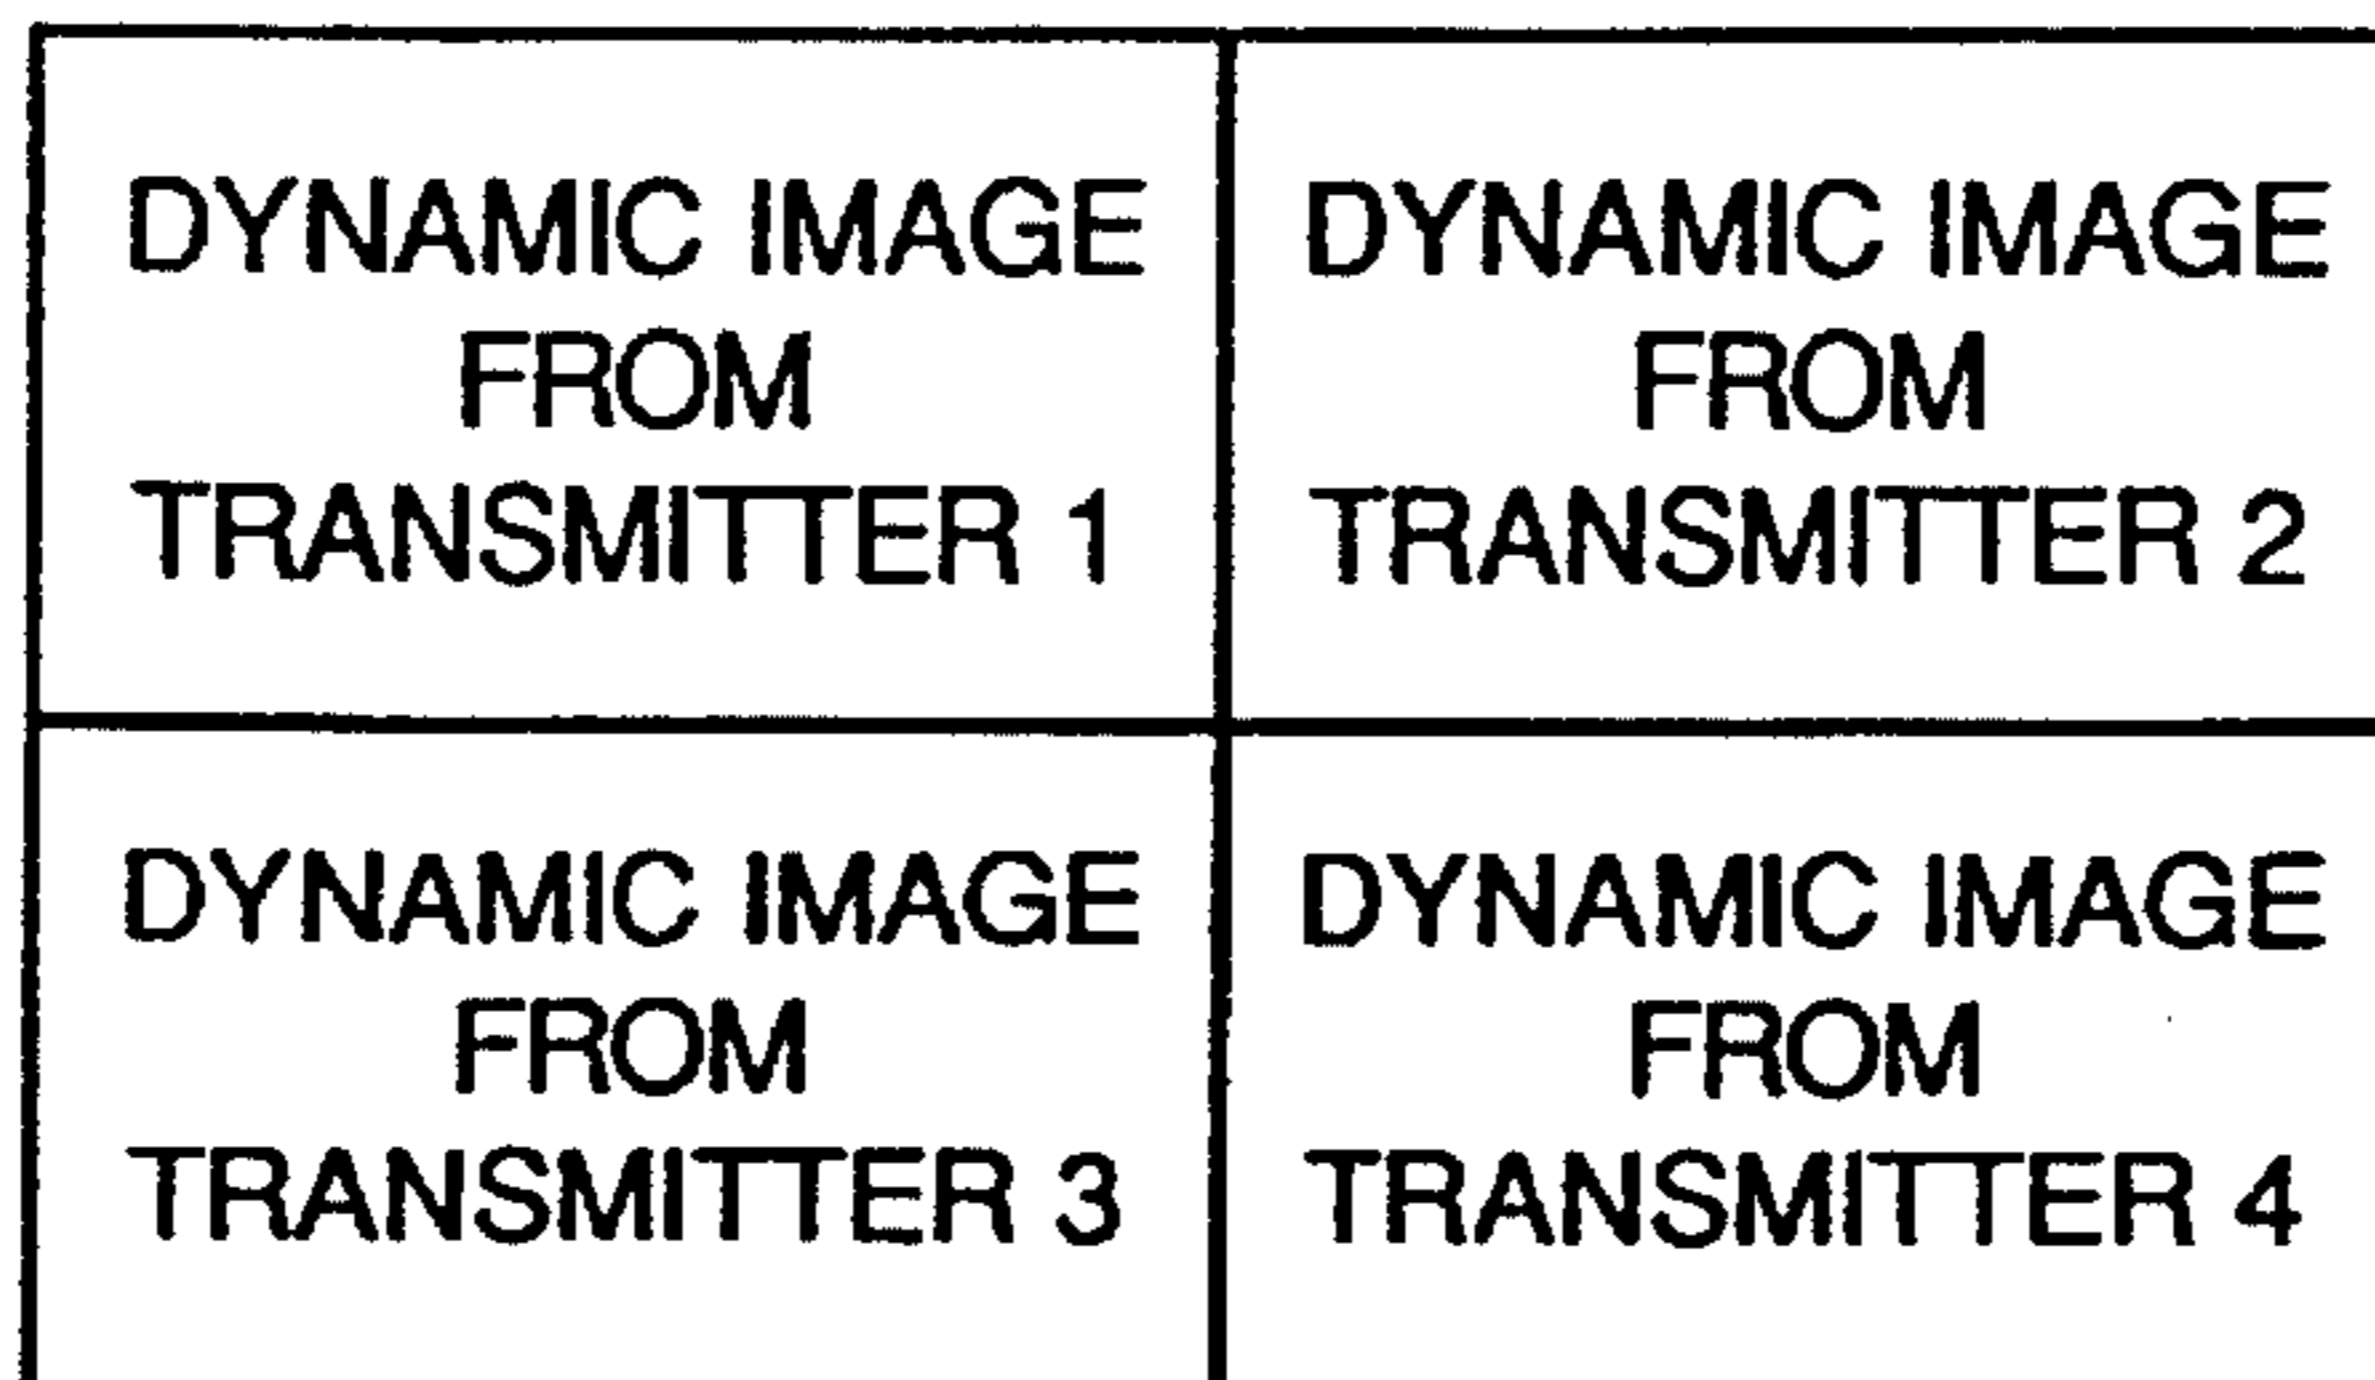 DYNAMIC IMAGE
FROM
TRANSMITTER 1
DYNAMIC IMAGE
FROM
TRANSMITTER 2
DYNAMIC IMAGE
FROM
TRANSMITTER 3
DYNAMIC IMAGE
FROM
TRANSMITTER 4